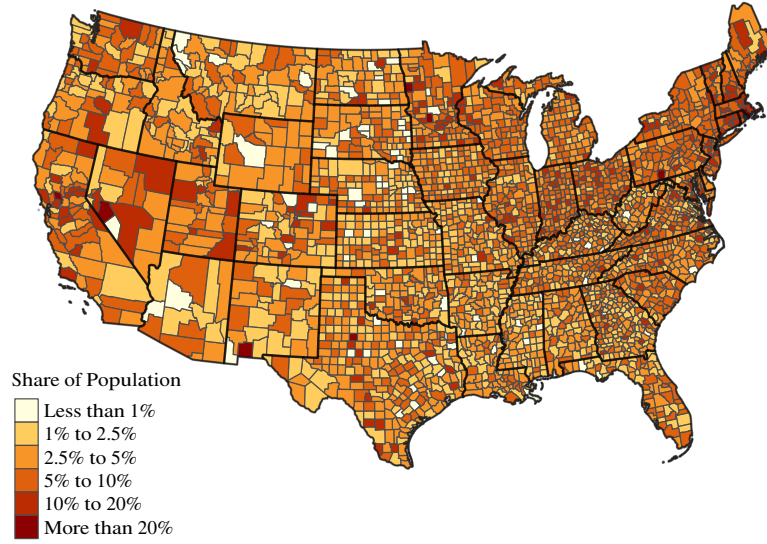 Share of Population
Less than 1%
1% to 2.5%
2.5% to 5%
5% to 10%
10% to 20%
More than 20%